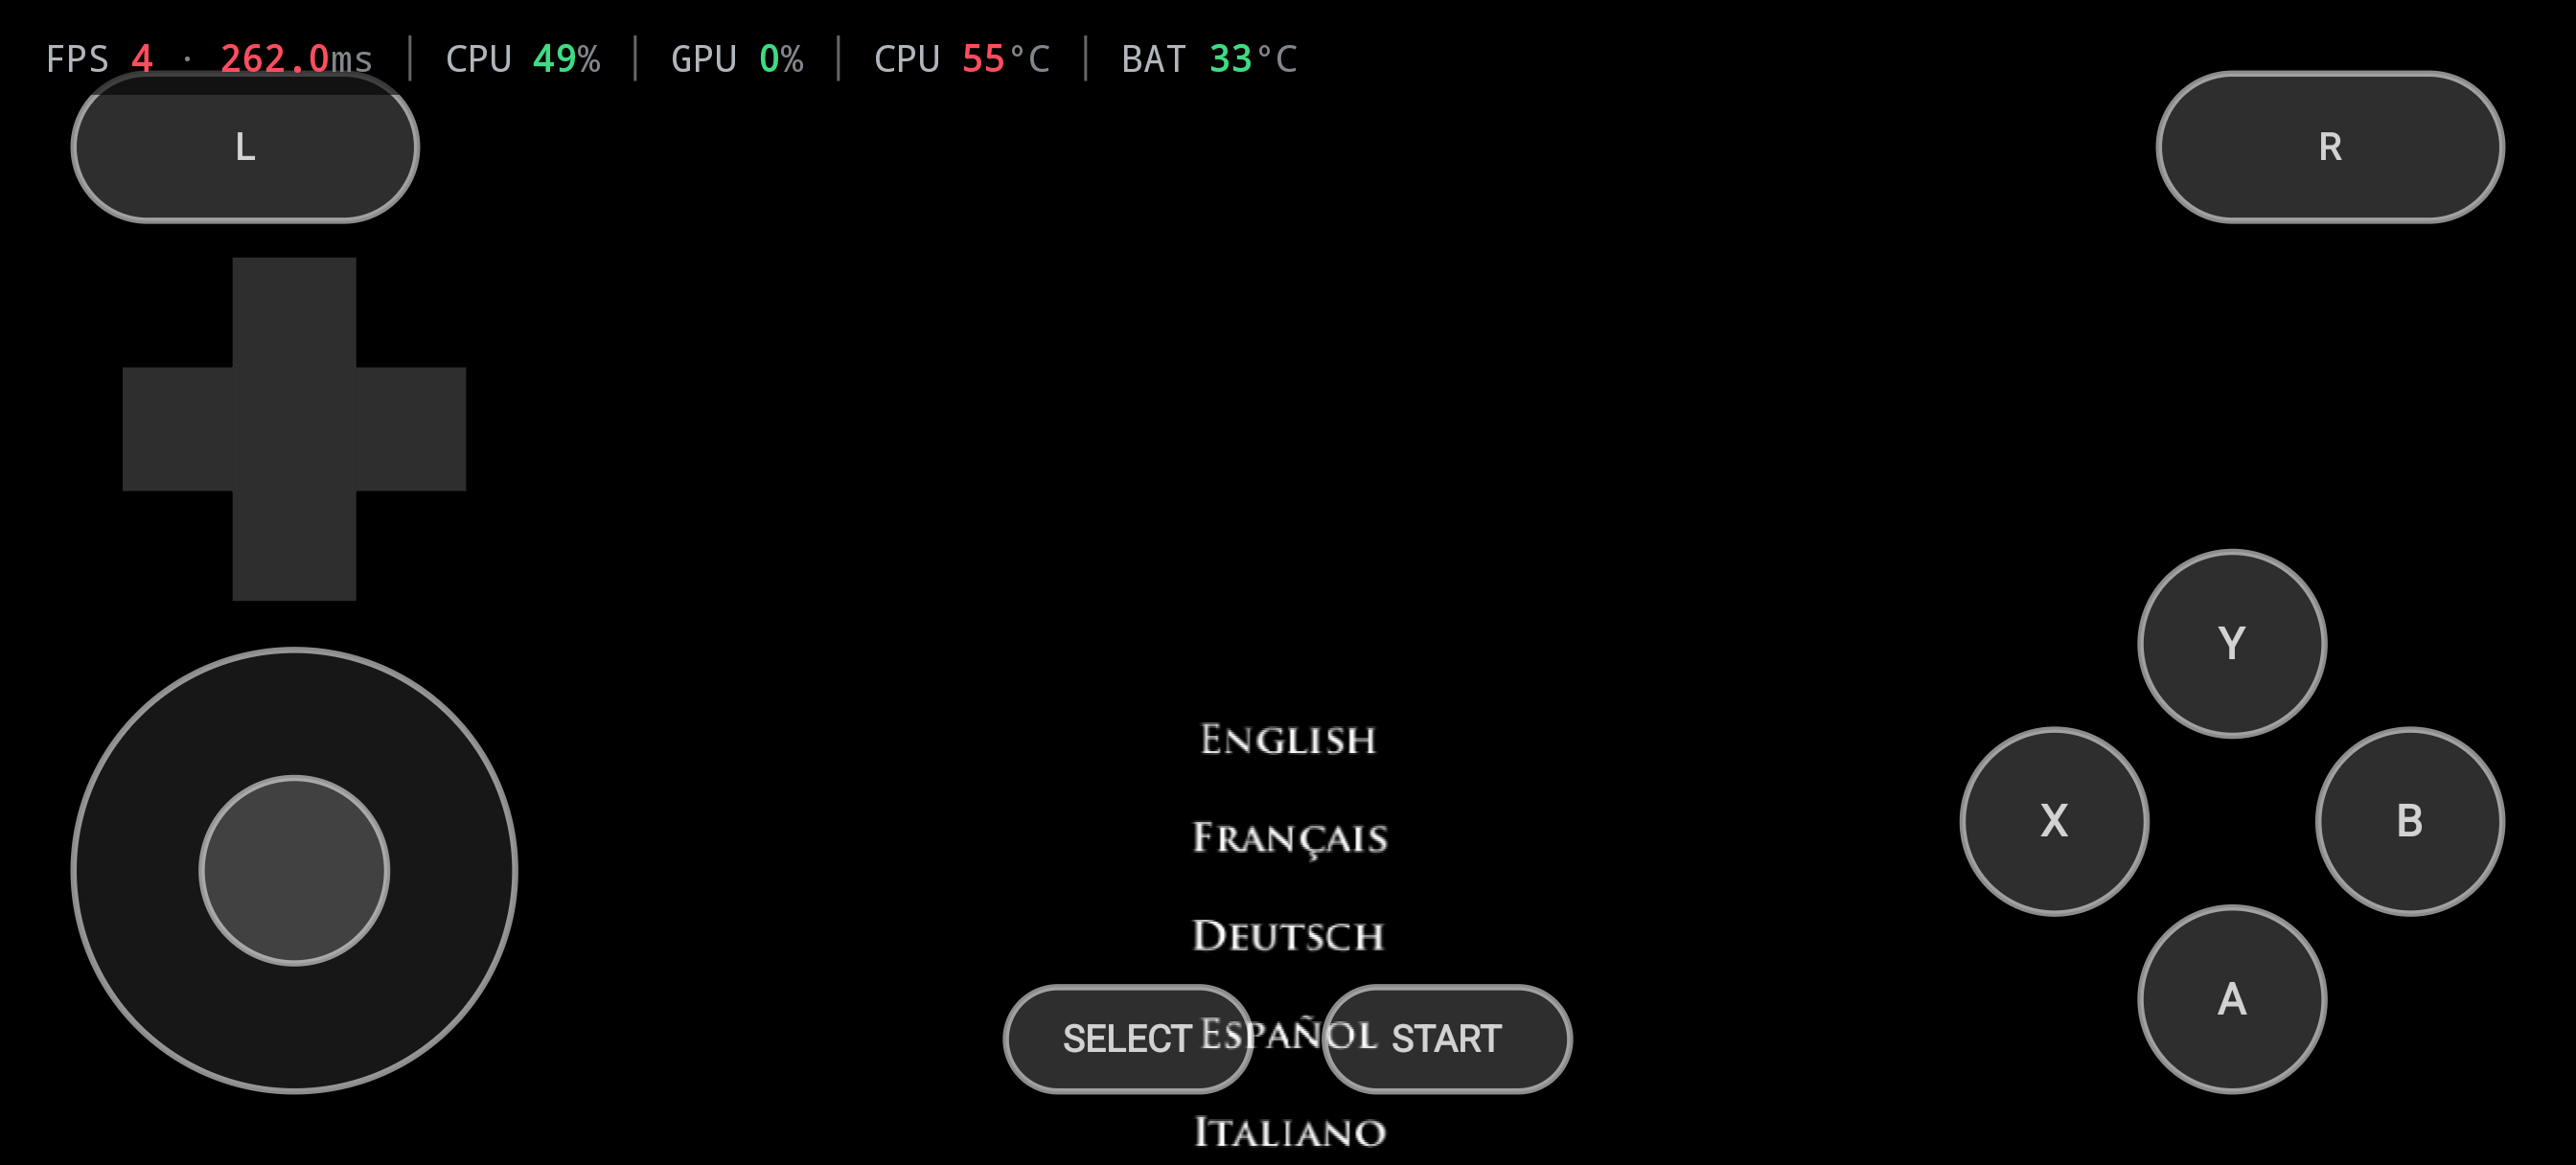 FPS 4 · 262.0ms | CPU 49% | GPU 0% | CPU 55°C | BAT 33°C
L
R
Y
X
B
A
ENGLISH
FRANÇAIS
DEUTSCH
SELECT ESPAÑOL START
ITALIANO